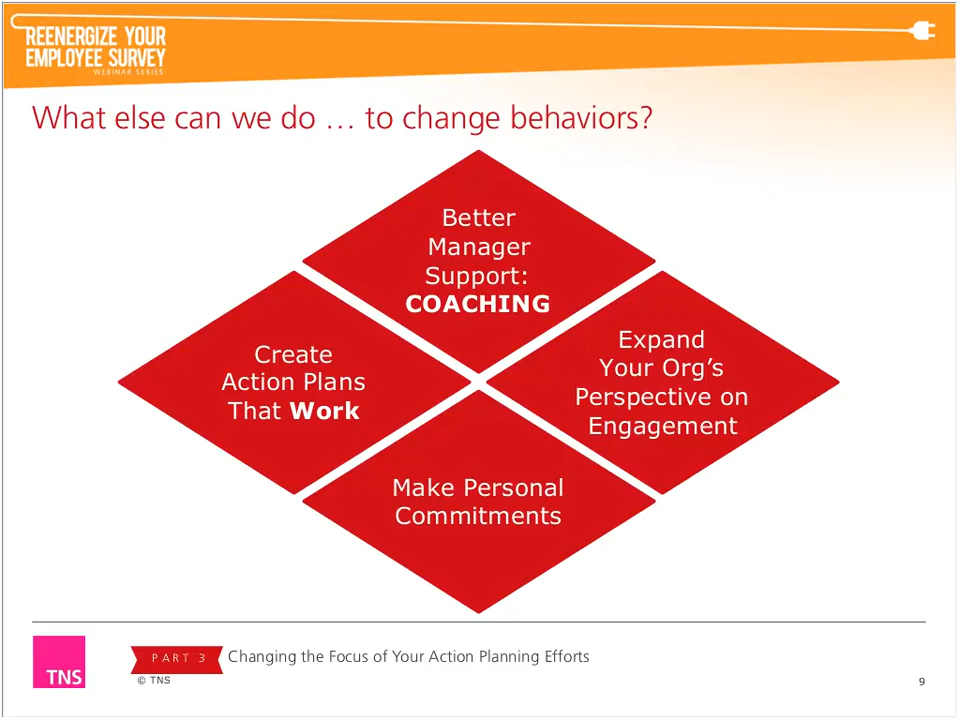 REENERGIZE YOUR
EMPLOYEE SURVEY
WEBINAR SERIES
What else can we do … to change behaviors?
Better
Manager
Support:
COACHING
Create
Action Plans
That Work
Expand
Your Org’s
Perspective on
Engagement
Make Personal
Commitments
TNS
PART 3
Changing the Focus of Your Action Planning Efforts
© TNS
9